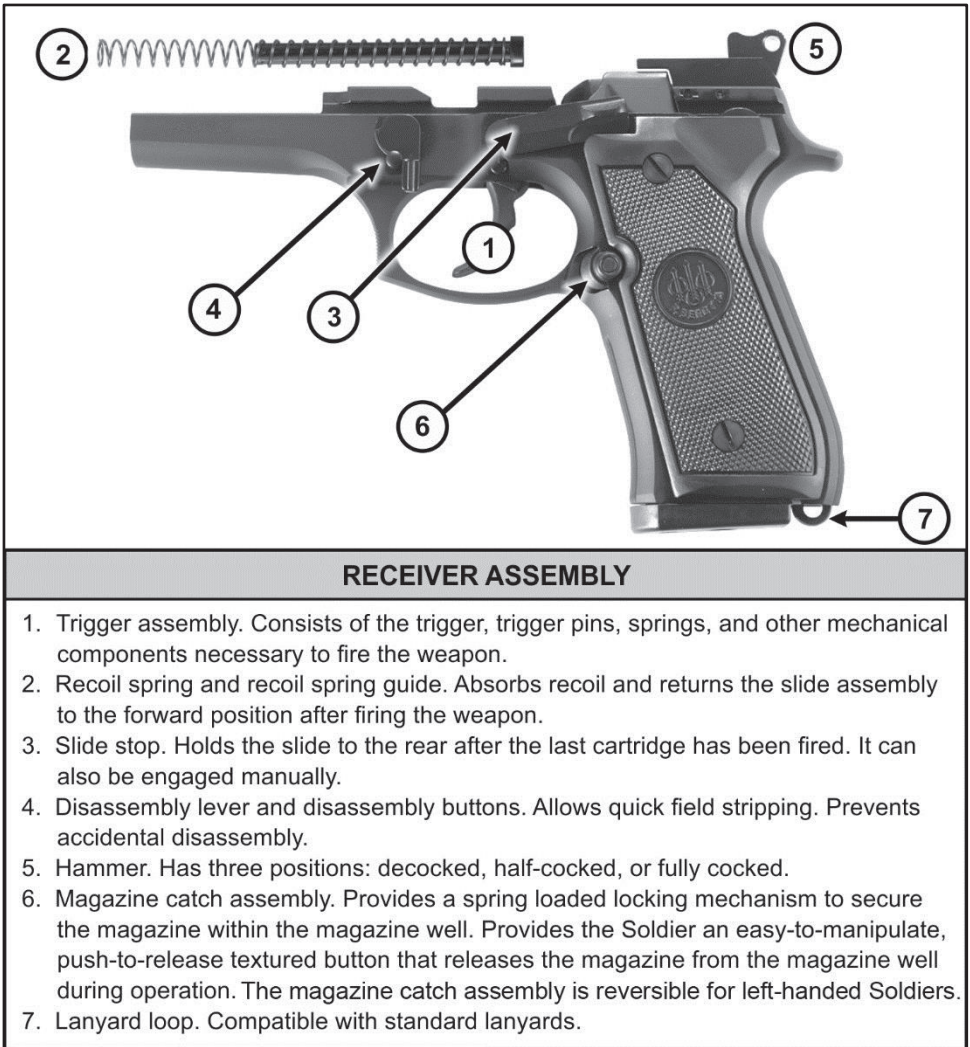 2
5
4
3
1
6
7
RECEIVER ASSEMBLY
1. Trigger assembly. Consists of the trigger, trigger pins, springs, and other mechanical
components necessary to fire the weapon.
2. Recoil spring and recoil spring guide. Absorbs recoil and returns the slide assembly
to the forward position after firing the weapon.
3. Slide stop. Holds the slide to the rear after the last cartridge has been fired. It can
also be engaged manually.
4. Disassembly lever and disassembly buttons. Allows quick field stripping. Prevents
accidental disassembly.
5. Hammer. Has three positions: decocked, half-cocked, or fully cocked.
6. Magazine catch assembly. Provides a spring loaded locking mechanism to secure
the magazine within the magazine well. Provides the Soldier an easy-to-manipulate,
push-to-release textured button that releases the magazine from the magazine well
during operation. The magazine catch assembly is reversible for left-handed Soldiers.
7. Lanyard loop. Compatible with standard lanyards.